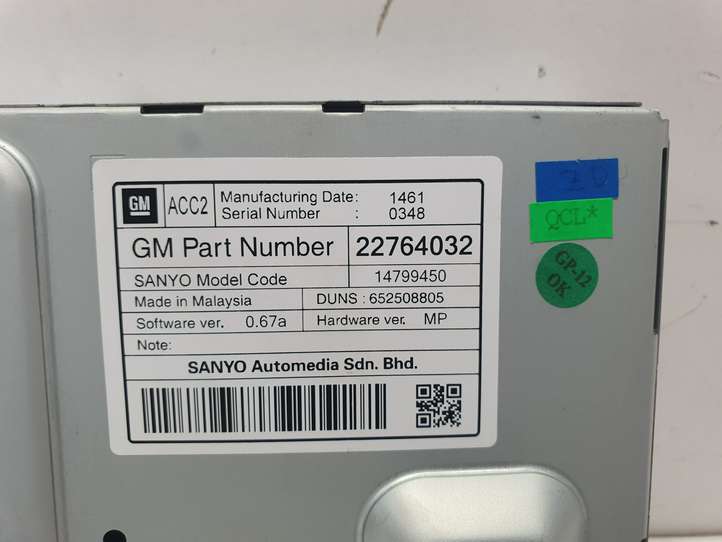 GM
ACC2
Manufacturing Date: 1461
Serial Number : 0348
GM Part Number 22764032
SANYO Model Code 14799450
Made in Malaysia DUNS : 652508805
Software ver. 0.67a Hardware ver. MP
Note:
SANYO Automedia Sdn. Bhd.
QCL*
GP-12
OK